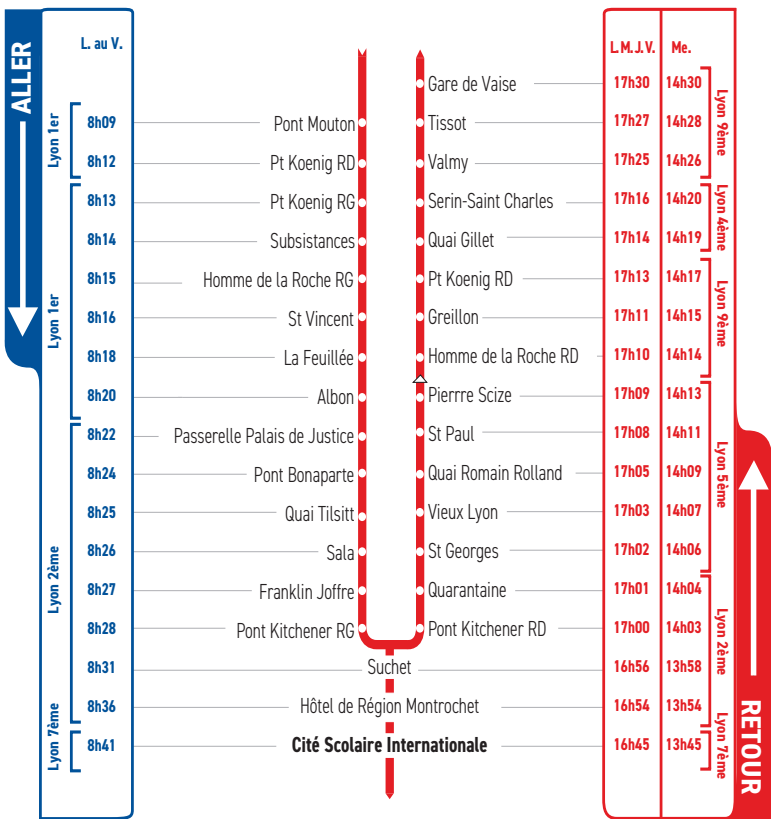 ALLER
L. au V.
L.M.J.V. Me.
Gare de Vaise 17h30 14h30
8h09 Pont Mouton Tissot 17h27 14h28
8h12 Pt Koenig RD Valmy 17h25 14h26
8h13 Pt Koenig RG Serin-Saint Charles 17h16 14h20
8h14 Subsistances Quai Gillet 17h14 14h19
8h15 Homme de la Roche RG Pt Koenig RD 17h13 14h17
8h16 St Vincent Greillon 17h11 14h15
8h18 La Feuillée Homme de la Roche RD 17h10 14h14
8h20 Albon Pierrre Scize 17h09 14h13
8h22 Passerelle Palais de Justice St Paul 17h08 14h11
8h24 Pont Bonaparte Quai Romain Rolland 17h05 14h09
8h25 Quai Tilsitt Vieux Lyon 17h03 14h07
8h26 Sala St Georges 17h02 14h06
8h27 Franklin Joffre Quarantaine 17h01 14h04
8h28 Pont Kitchener RG Pont Kitchener RD 17h00 14h03
8h31 Suchet 16h56 13h58
8h36 Hôtel de Région Montrochet 16h54 13h54
8h41 Cité Scolaire Internationale 16h45 13h45
Lyon 1er
Lyon 1er
Lyon 2ème
Lyon 7ème
Lyon 9ème
Lyon 4ème
Lyon 9ème
Lyon 5ème
Lyon 2ème
Lyon 7ème
RETOUR